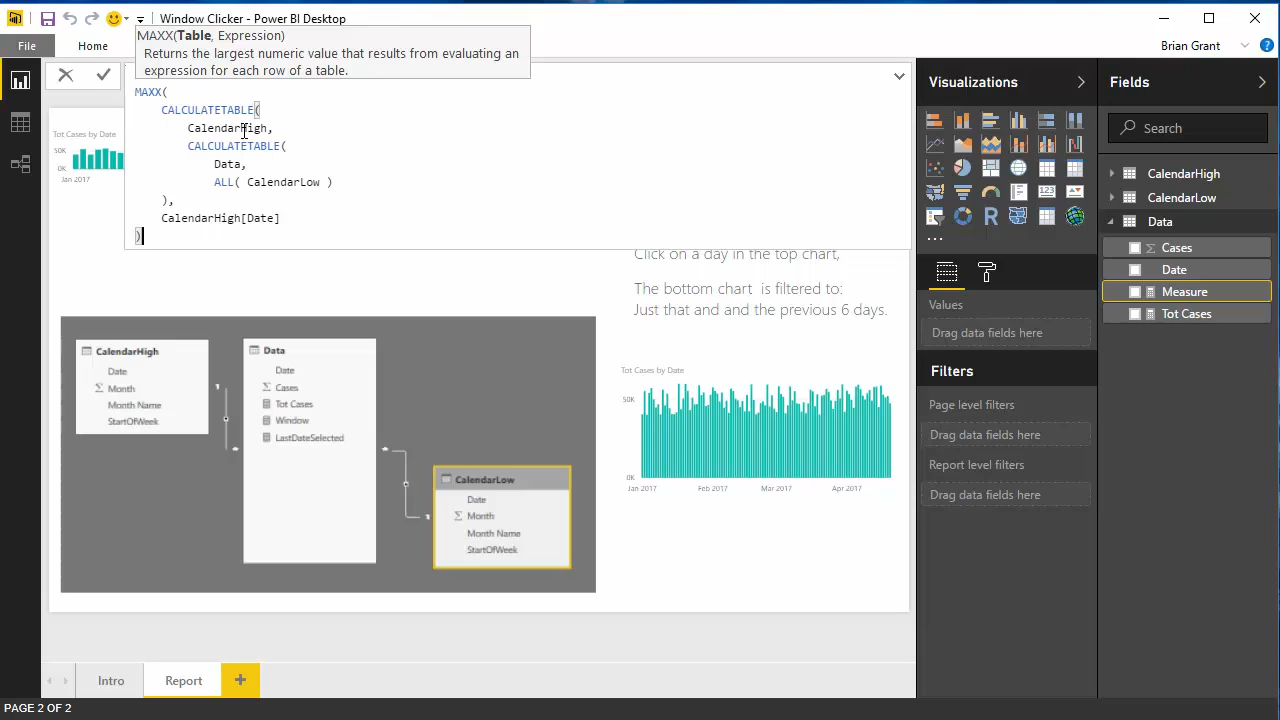 Window Clicker - Power BI Desktop
File
Home
Brian Grant
MAXX(Table, Expression)
Returns the largest numeric value that results from evaluating an
expression for each row of a table.
MAXX(
CALCULATETABLE(
CalendarHigh,
CALCULATETABLE(
Data,
ALL( CalendarLow )
),
CalendarHigh[Date]
)
Tot Cases by Date
50K
0K
Jan 2017
Click on a day in the top chart,
The bottom chart is filtered to:
Just that and and the previous 6 days.
CalendarHigh
Date
Month
Month Name
StartOfWeek
Data
Date
Cases
Tot Cases
Window
LastDateSelected
CalendarLow
Date
Month
Month Name
StartOfWeek
1
1
Tot Cases by Date
50K
0K
Jan 2017
Feb 2017
Mar 2017
Apr 2017
Visualizations
R
123
...
Values
Drag data fields here
Filters
Page level filters
Drag data fields here
Report level filters
Drag data fields here
Fields
Search
CalendarHigh
CalendarLow
Data
Cases
Date
Measure
Tot Cases
Intro
Report
PAGE 2 OF 2